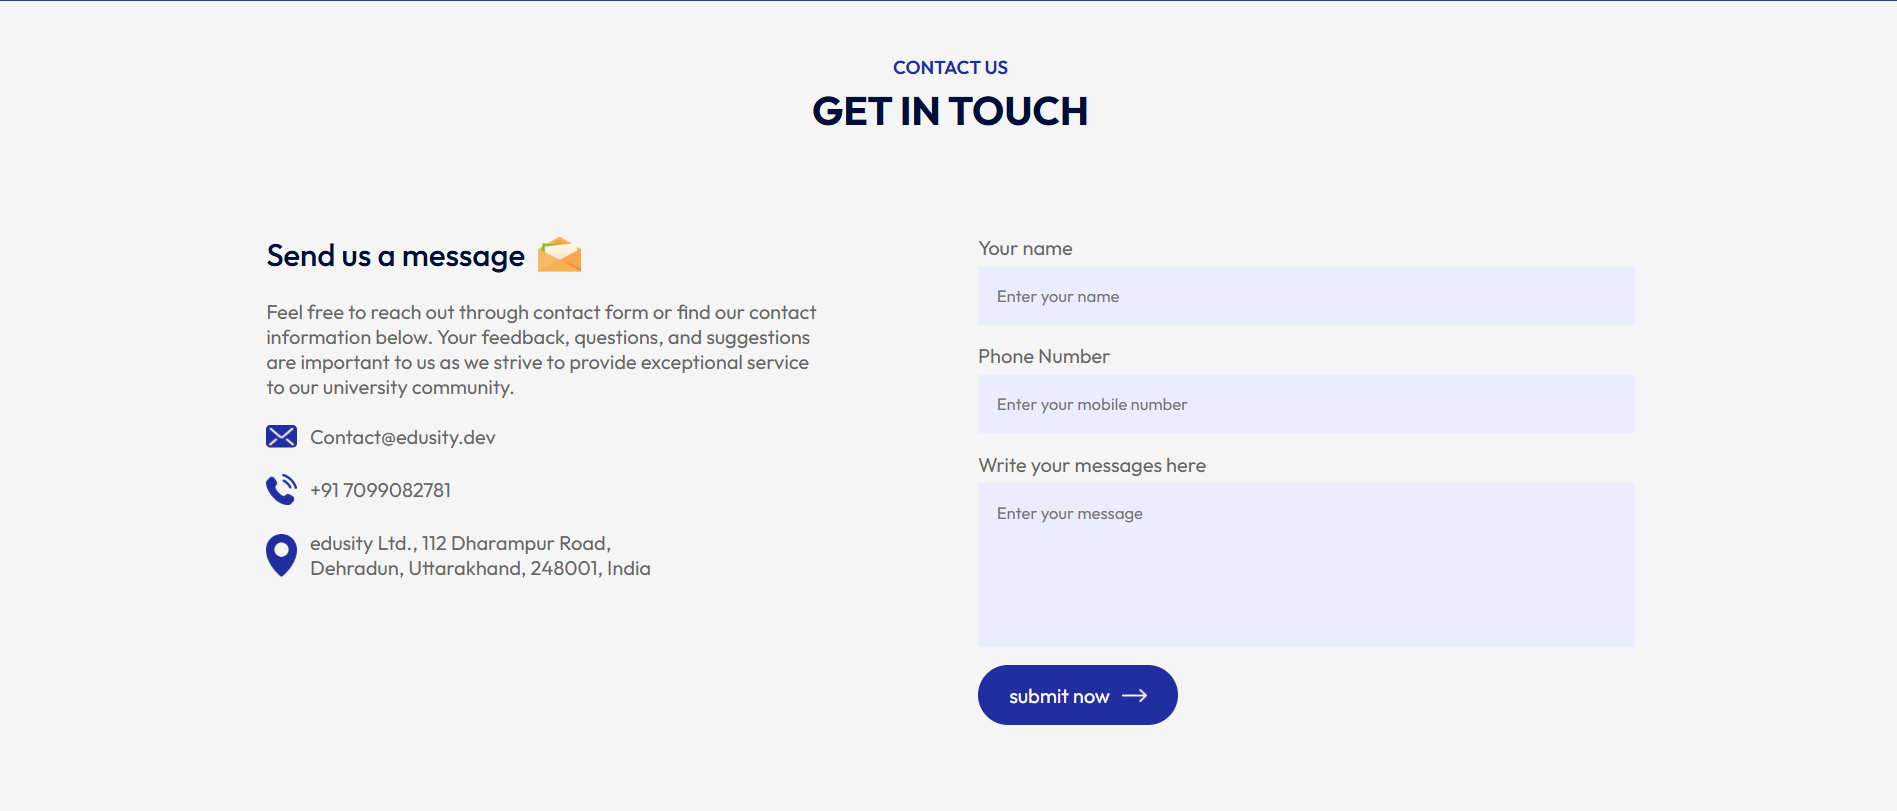 CONTACT US
GET IN TOUCH
Send us a message
Feel free to reach out through contact form or find our contact
information below. Your feedback, questions, and suggestions
are important to us as we strive to provide exceptional service
to our university community.
Contact@edusity.dev
+91 7099082781
edusity Ltd., 112 Dharampur Road,
Dehradun, Uttarakhand, 248001, India
Your name
Enter your name
Phone Number
Enter your mobile number
Write your messages here
Enter your message
submit now